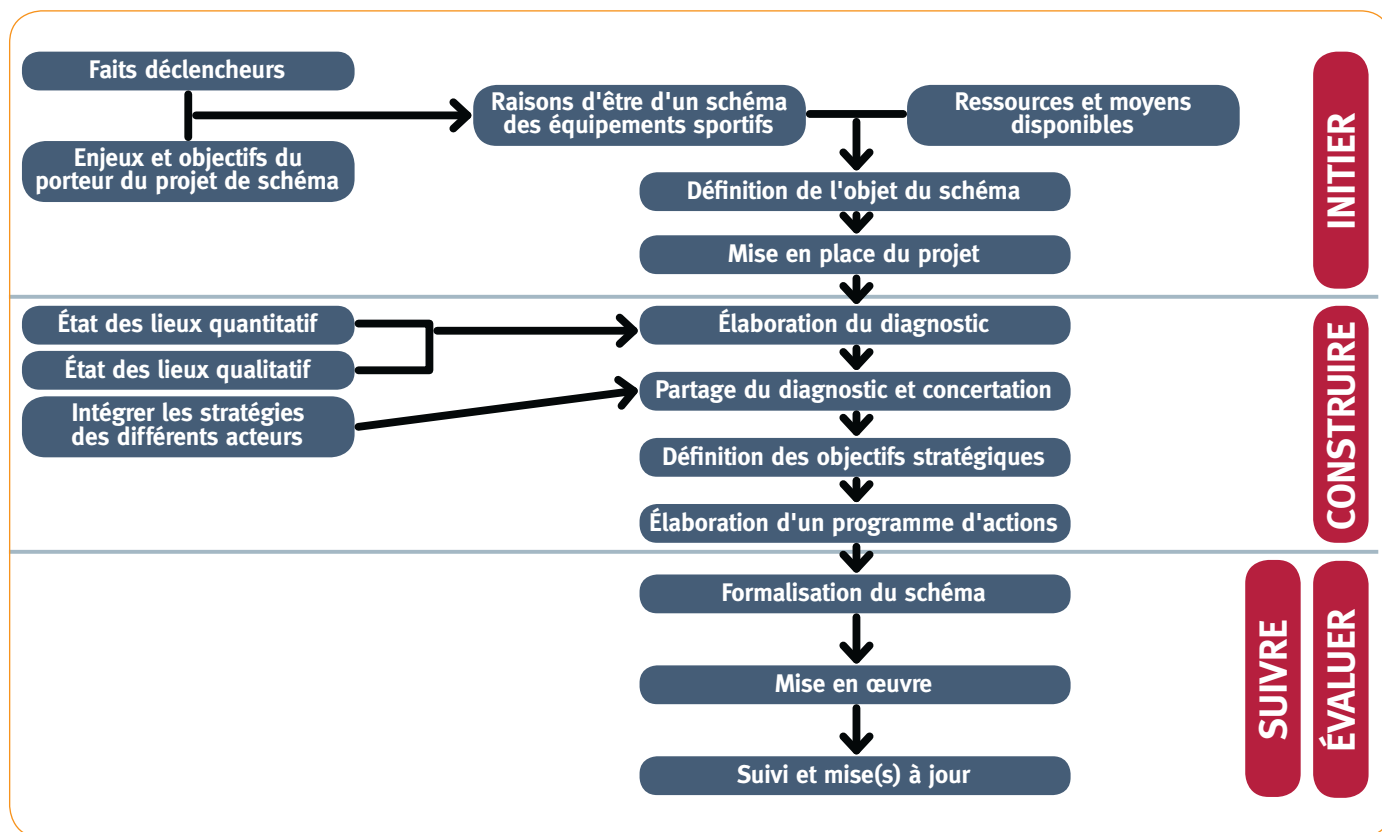 Faits déclencheurs
Enjeux et objectifs du
porteur du projet de schéma
Raisons d'être d'un schéma
des équipements sportifs
Ressources et moyens
disponibles
Définition de l'objet du schéma
Mise en place du projet
INITIER
État des lieux quantitatif
État des lieux qualitatif
Intégrer les stratégies
des différents acteurs
Élaboration du diagnostic
Partage du diagnostic et concertation
Définition des objectifs stratégiques
Élaboration d'un programme d'actions
CONSTRUIRE
Formalisation du schéma
Mise en œuvre
Suivi et mise(s) à jour
SUIVRE
ÉVALUER